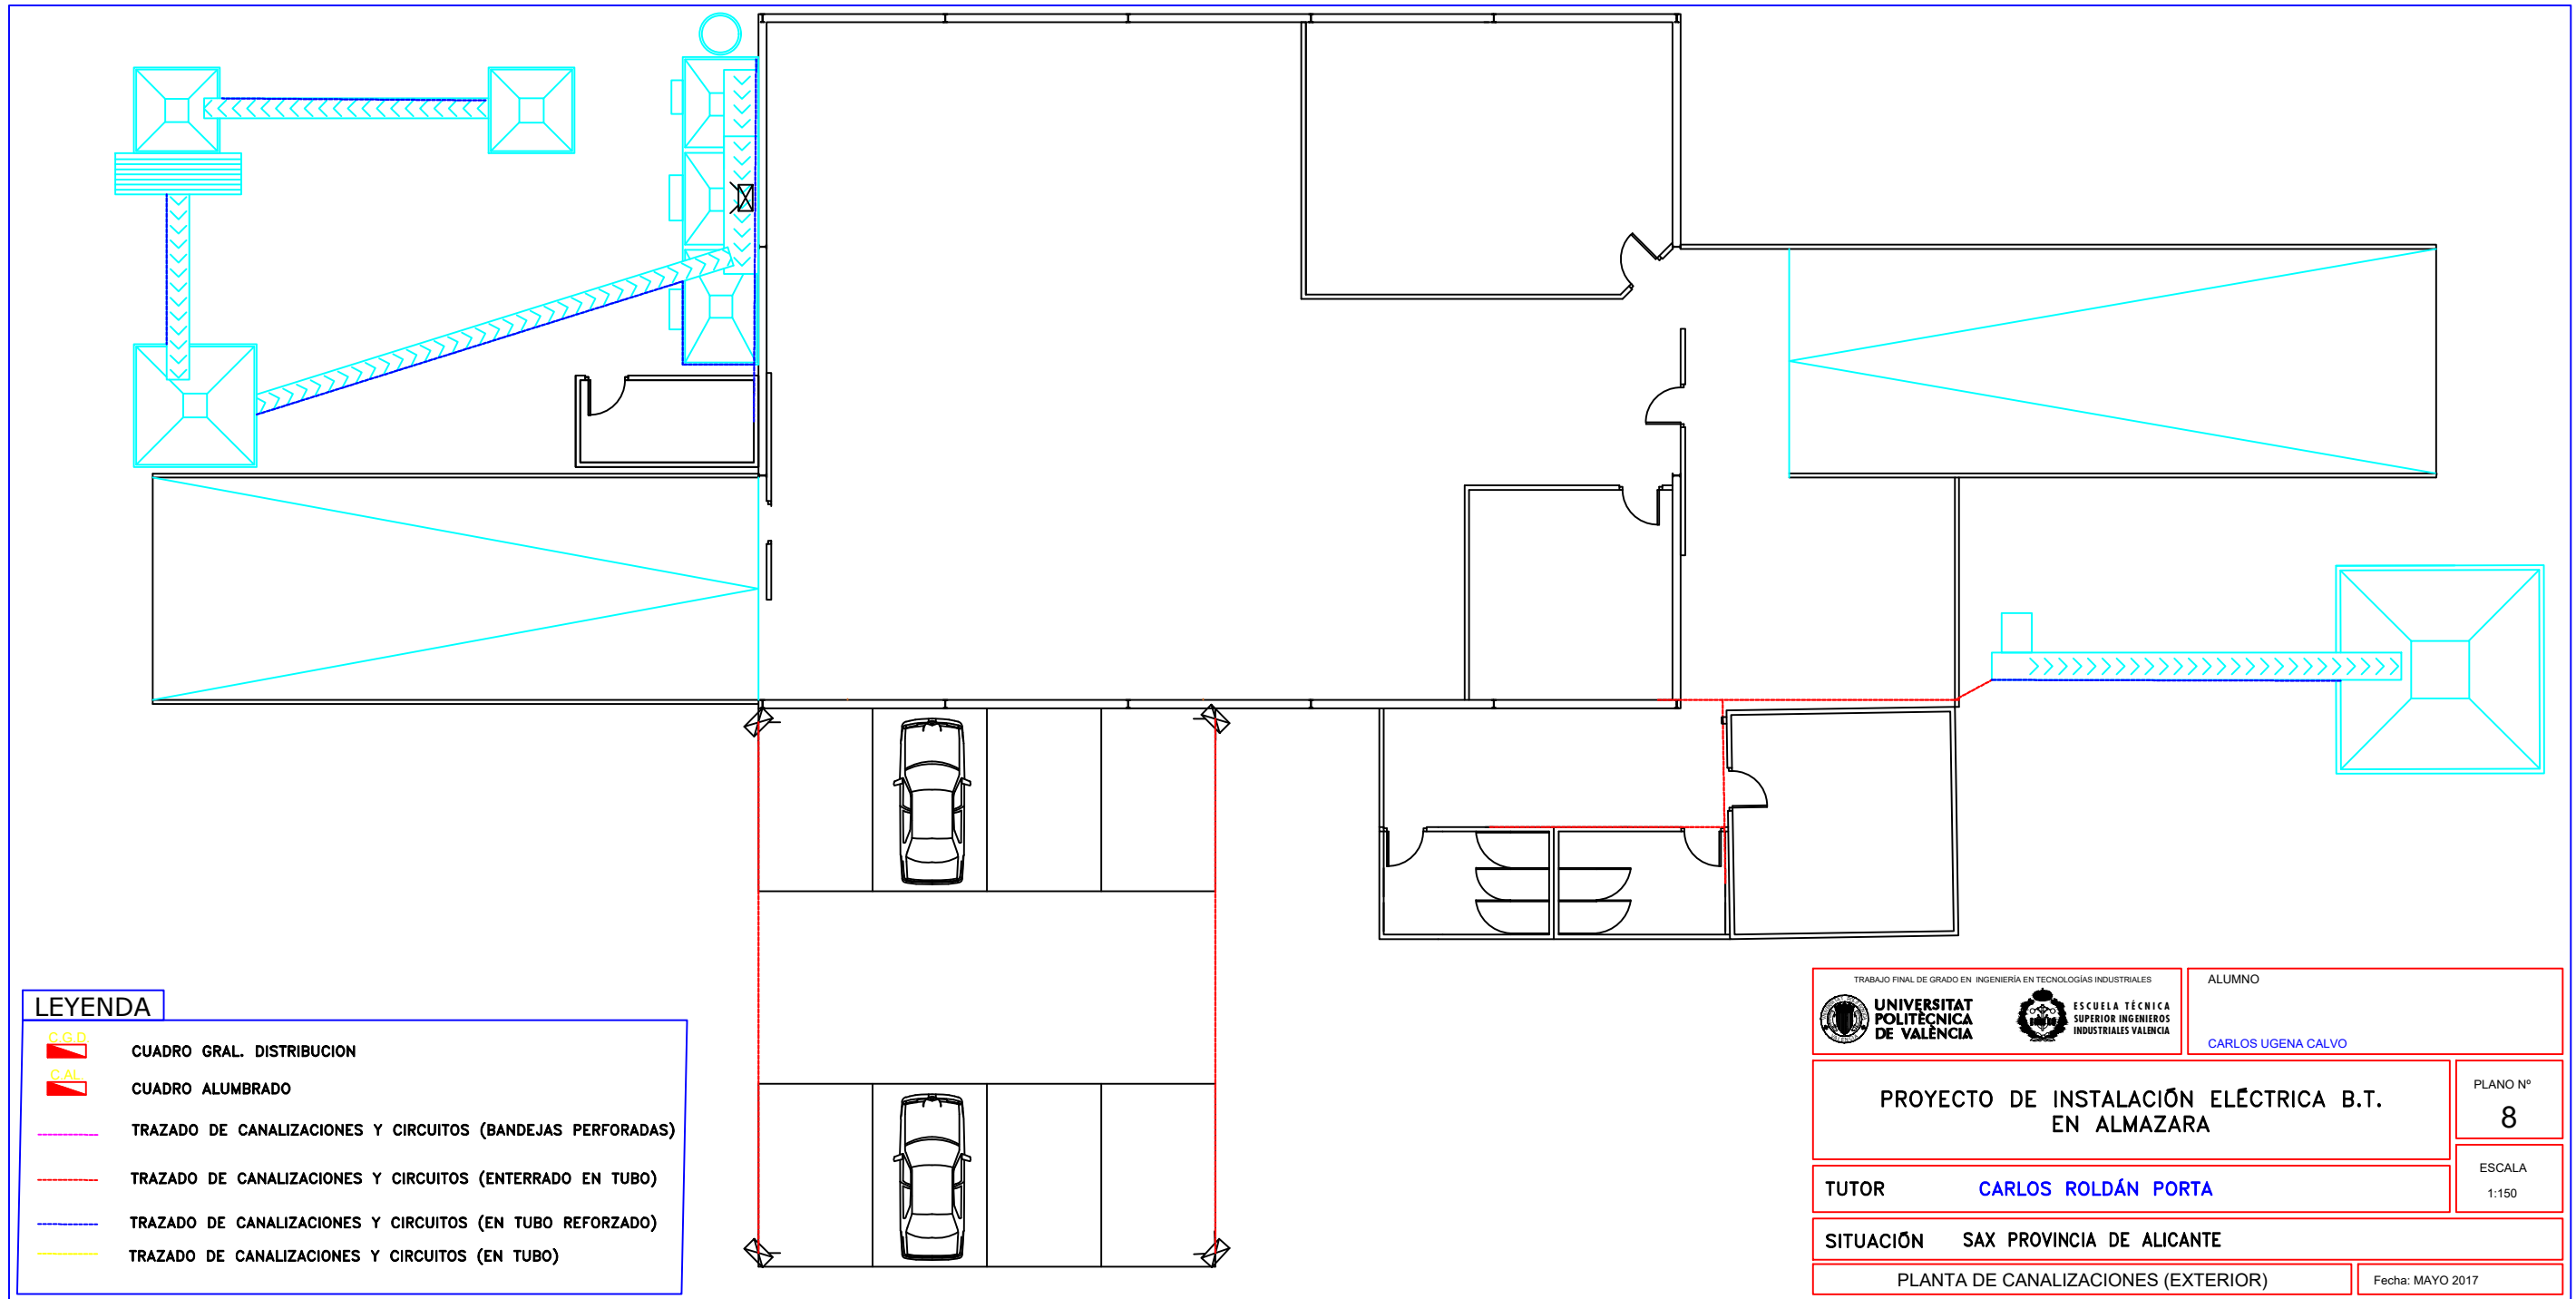 LEYENDA
C.G.D
CUADRO GRAL. DISTRIBUCION
C.AL
CUADRO ALUMBRADO
TRAZADO DE CANALIZACIONES Y CIRCUITOS (BANDEJAS PERFORADAS)
TRAZADO DE CANALIZACIONES Y CIRCUITOS (ENTERRADO EN TUBO)
TRAZADO DE CANALIZACIONES Y CIRCUITOS (EN TUBO REFORZADO)
TRAZADO DE CANALIZACIONES Y CIRCUITOS (EN TUBO)
TRABAJO FINAL DE GRADO EN INGENIERÍA EN TECNOLOGÍAS INDUSTRIALES
UNIVERSITAT
POLITÈCNICA
DE VALÈNCIA
ESCUELA TÉCNICA
SUPERIOR INGENIEROS
INDUSTRIALES VALENCIA
ALUMNO
CARLOS UGENA CALVO
PROYECTO DE INSTALACIÓN ELÉCTRICA B.T.
EN ALMAZARA
PLANO Nº
8
TUTOR CARLOS ROLDÁN PORTA
ESCALA
1:150
SITUACIÓN SAX PROVINCIA DE ALICANTE
PLANTA DE CANALIZACIONES (EXTERIOR)
Fecha: MAYO 2017